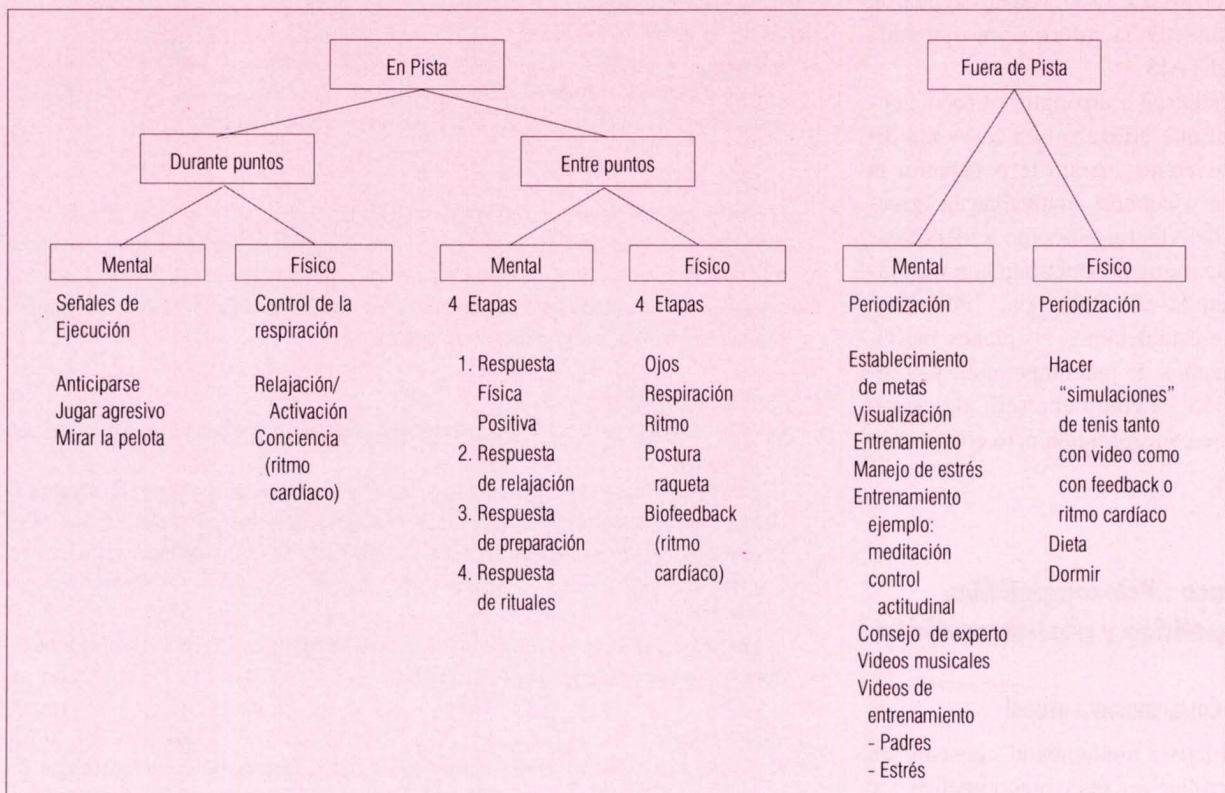 En Pista
Fuera de Pista
Durante puntos
Entre puntos
Mental
Físico
Mental
Físico
Mental
Físico
Señales de
Ejecución
Anticiparse
Jugar agresivo
Mirar la pelota
Control de la
respiración
Relajación/
Activación
Conciencia
(ritmo
cardíaco)
4 Etapas
1. Respuesta
Física
Positiva
2. Respuesta
de relajación
3. Respuesta
de preparación
4. Respuesta
de rituales
4 Etapas
Ojos
Respiración
Ritmo
Postura
raqueta
Biofeedback
(ritmo
cardíaco)
Periodización
Establecimiento
de metas
Visualización
Entrenamiento
Manejo de estrés
Entrenamiento
ejemplo:
meditación
control
actitudinal
Consejo de experto
Videos musicales
Videos de
entrenamiento
- Padres
- Estrés
Periodización
Hacer
“simulaciones”
de tenis tanto
con video como
con feedback o
ritmo cardíaco
Dieta
Dormir